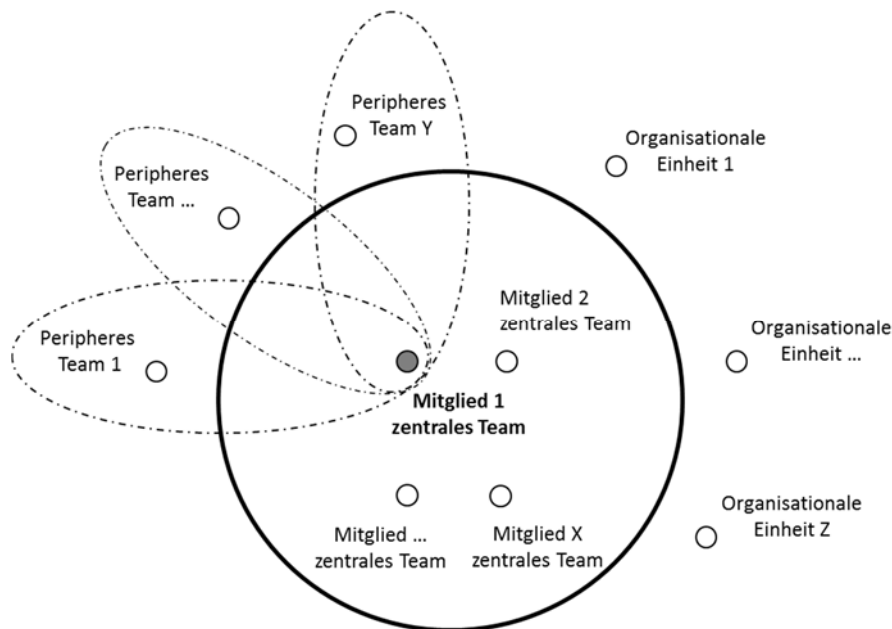 Peripheres
Team Y
Organisationale
Einheit 1
Peripheres
Team ...
Mitglied 2
zentrales Team
Organisationale
Einheit ...
Peripheres
Team 1
Mitglied 1
zentrales Team
Organisationale
Einheit Z
Mitglied ...
zentrales Team
Mitglied X
zentrales Team